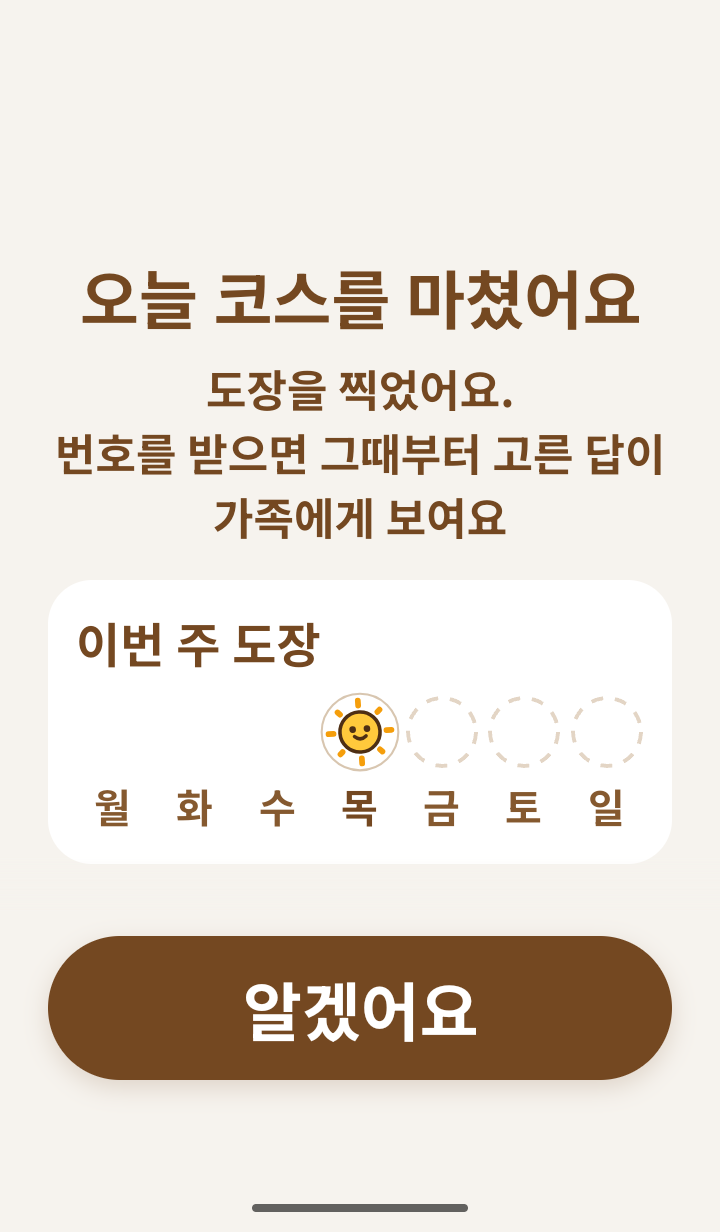 오늘 코스를 마쳤어요
도장을 찍었어요.
번호를 받으면 그때부터 고른 답이
가족에게 보여요
이번 주 도장
월 화 수 목 금 토 일
알겠어요